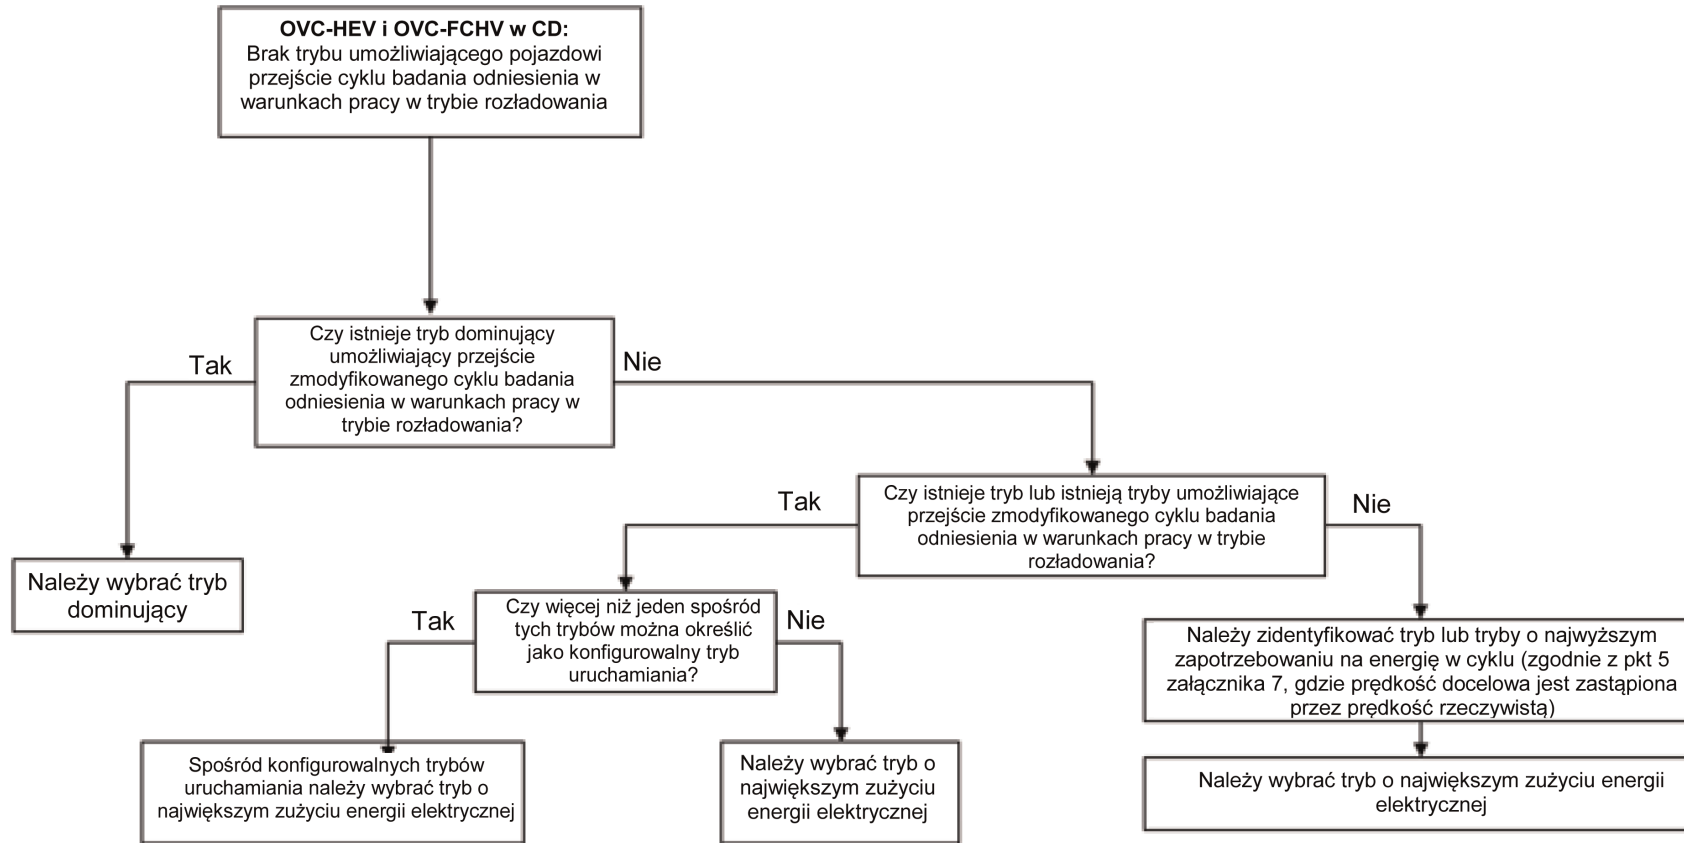 OVC-HEV i OVC-FCHV w CD:
Brak trybu umożliwiającego pojazdowi
przejście cyklu badania odniesienia w
warunkach pracy w trybie rozładowania
Czy istnieje tryb dominujący
umożliwiający przejście
zmodyfikowanego cyklu badania
odniesienia w warunkach pracy w
trybie rozładowania?
Tak
Nie
Należy wybrać tryb
dominujący
Czy istnieje tryb lub istnieją tryby umożliwiające
przejście zmodyfikowanego cyklu badania
odniesienia w warunkach pracy w trybie
rozładowania?
Tak
Nie
Czy więcej niż jeden spośród
tych trybów można określić
jako konfigurowalny tryb
uruchamiania?
Tak
Nie
Należy zidentyfikować tryb lub tryby o najwyższym
zapotrzebowaniu na energię w cyklu (zgodnie z pkt 5
załącznika 7, gdzie prędkość docelowa jest zastąpiona
przez prędkość rzeczywistą)
Spośród konfigurowalnych trybów
uruchamiania należy wybrać tryb o
największym zużyciu energii elektrycznej
Należy wybrać tryb o
największym zużyciu
energii elektrycznej
Należy wybrać tryb o największym zużyciu energii
elektrycznej